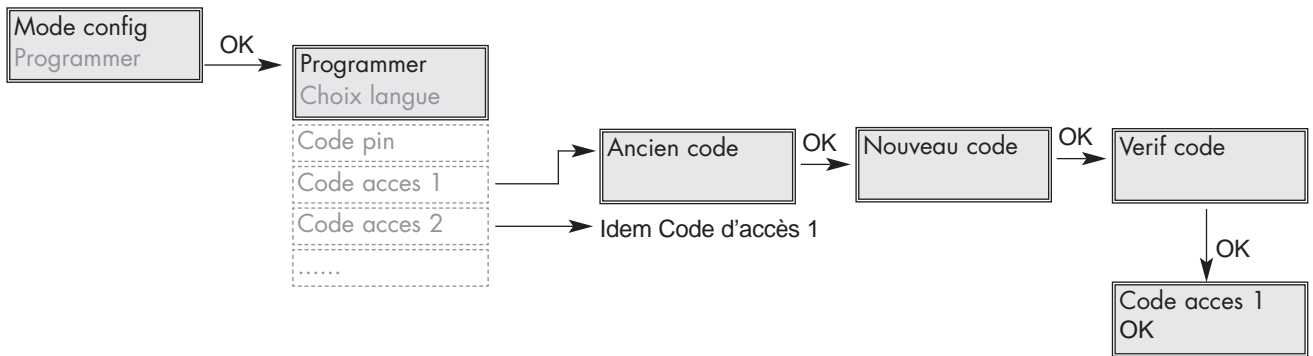 Mode config
Programmer
OK
Programmer
Choix langue
Code pin
Code acces 1
Code acces 2
......
Ancien code
OK
Nouveau code
OK
Verif code
Idem Code d'accès 1
OK
Code acces 1
OK